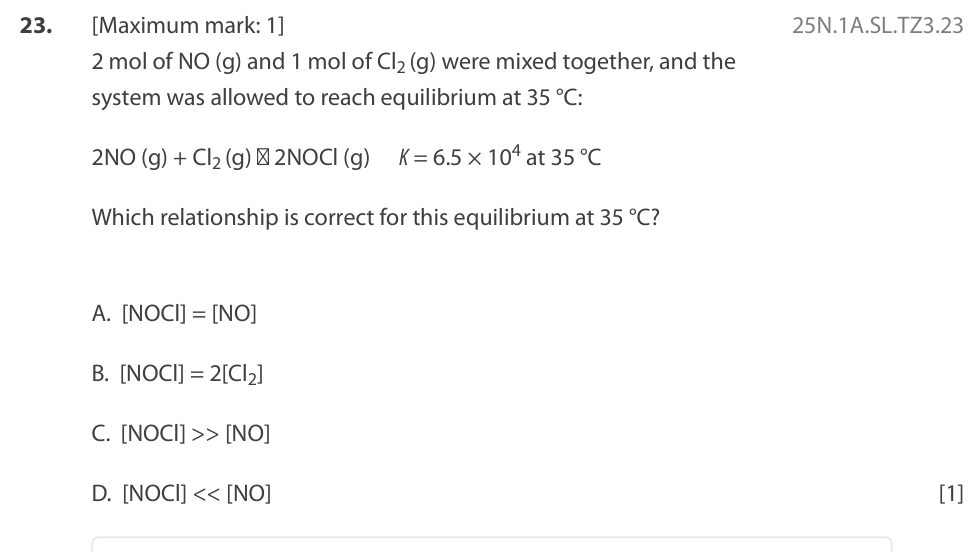 23. [Maximum mark: 1] 25N.1A.SL.TZ3.23
2 mol of NO (g) and 1 mol of Cl₂ (g) were mixed together, and the
system was allowed to reach equilibrium at 35 °C:
2NO (g) + Cl₂ (g) ☒ 2NOCl (g) K = 6.5 × 10⁴ at 35 °C
Which relationship is correct for this equilibrium at 35 °C?
A. [NOCl] = [NO]
B. [NOCl] = 2[Cl₂]
C. [NOCl] >> [NO]
D. [NOCl] << [NO] [1]